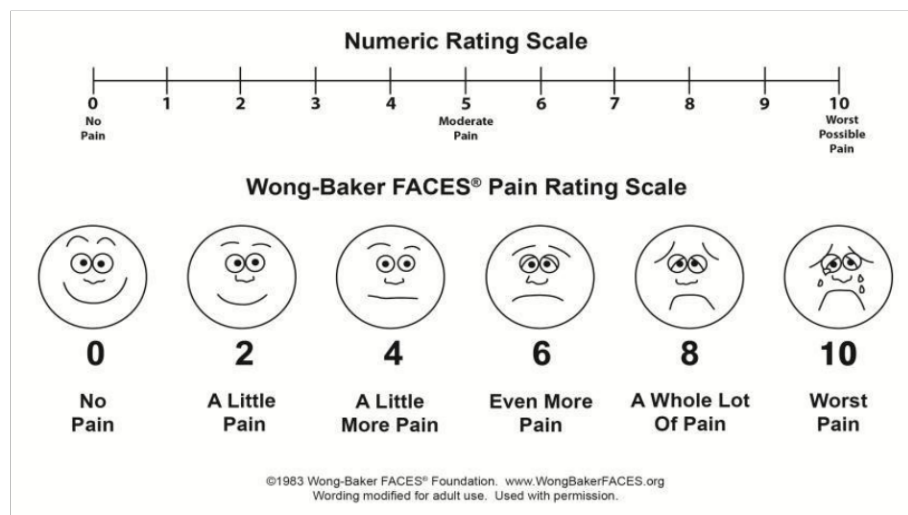 Numeric Rating Scale
0 1 2 3 4 5 6 7 8 9 10
No Moderate Worst
Pain Pain Possible
Pain
Wong-Baker FACES® Pain Rating Scale
0 2 4 6 8 10
No A Little A Little Even More A Whole Lot Worst
Pain Pain More Pain Pain Of Pain Pain
©1983 Wong-Baker FACES® Foundation. www.WongBakerFACES.org
Wording modified for adult use. Used with permission.